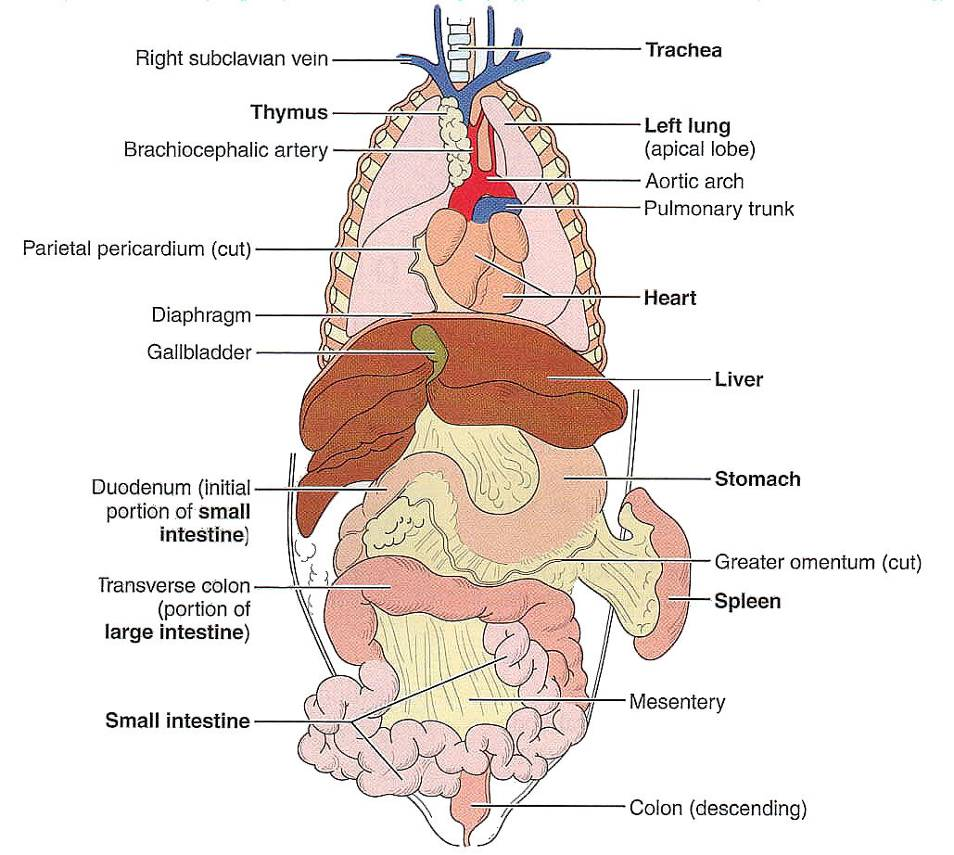 Right subclavian vein
Thymus
Brachiocephalic artery
Parietal pericardium (cut)
Diaphragm
Gallbladder
Duodenum (initial
portion of small
intestine)
Transverse colon
(portion of
large intestine)
Small intestine
Trachea
Left lung
(apical lobe)
Aortic arch
Pulmonary trunk
Heart
Liver
Stomach
Greater omentum (cut)
Spleen
Mesentery
Colon (descending)